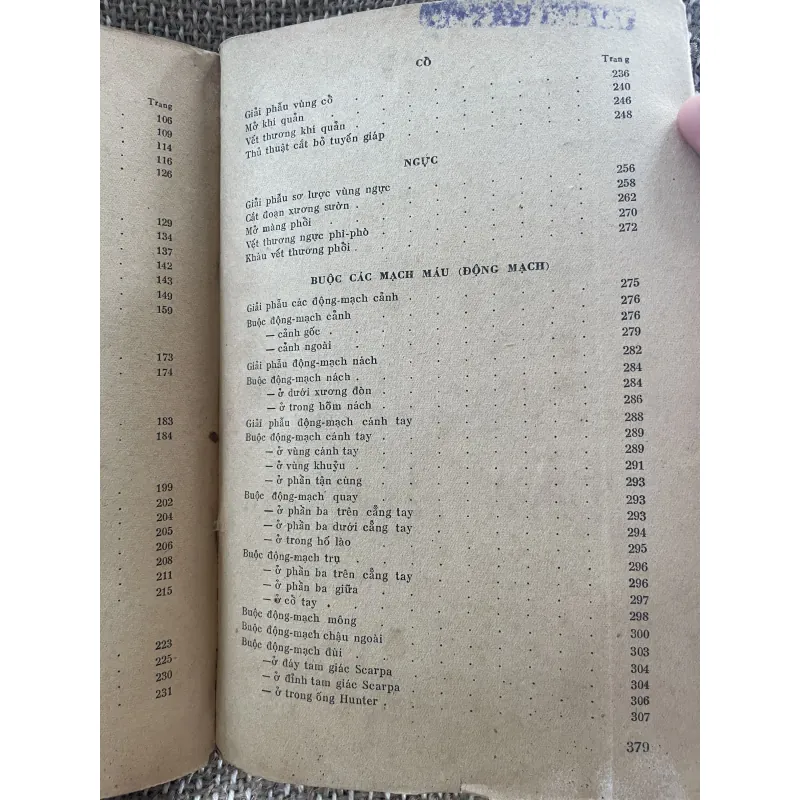 Trang
106
109
114
116
126
129
134
137
142
143
149
159
173
174
183
184
199
202
204
205
206
208
211
215
223
225
230
231
CỔ
Trang
Giải phẫu vùng cổ 236
Mở khí quản 240
Vết thương khí quản 246
Thủ thuật cắt bỏ tuyến giáp 248
NGỰC
Giải phẫu sơ lược vùng ngực 256
Cắt đoạn xương sườn 258
Mở màng phổi 262
Vết thương ngực phì-phò 270
Khâu vết thương phổi 272
BUỘC CÁC MẠCH MÁU (ĐỘNG MẠCH)
Giải phẫu các động-mạch cảnh 275
Buộc động-mạch cảnh 276
— cảnh gốc 276
— cảnh ngoài 279
Giải phẫu động-mạch nách 282
Buộc động-mạch nách 284
— ở dưới xương đòn 284
— ở trong hõm nách 286
Giải phẫu động-mạch cánh tay 288
Buộc động-mạch cánh tay 289
— ở vùng cánh tay 289
— ở vùng khuỷu 291
— ở phần tận cùng 293
Buộc động-mạch quay 293
— ở phần ba trên cẳng tay 293
— ở phần ba dưới cẳng tay 294
— ở trong hố lào 295
Buộc động-mạch trụ 296
— ở phần ba trên cẳng tay 296
— ở phần ba giữa 297
— ở cổ tay 298
Buộc động-mạch mông 300
Buộc động-mạch chậu ngoài 303
Buộc động-mạch đùi 304
— ở đáy tam giác Scarpa 304
— ở đỉnh tam giác Scarpa 306
— ở trong ống Hunter 307
379